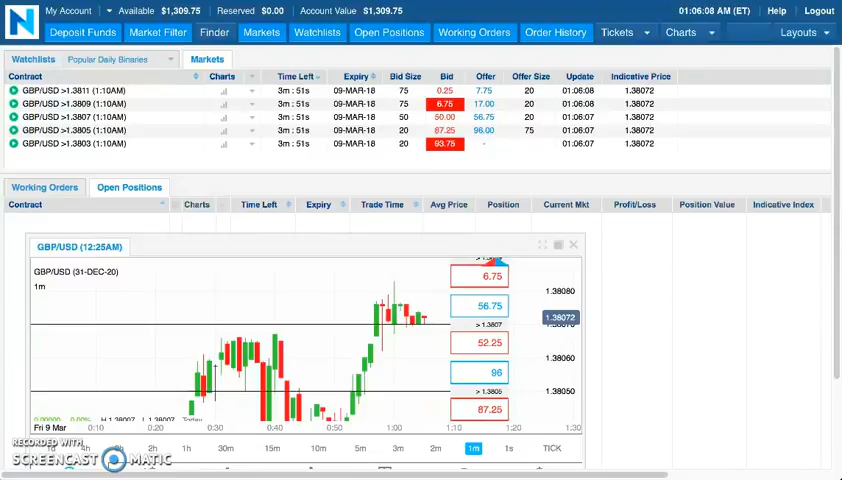 My Account Available $1,309.75 Reserved $0.00 Account Value $1,309.75 01:06:08 AM (ET) Help Logout
N Deposit Funds Market Filter Finder Markets Watchlists Open Positions Working Orders Order History Tickets Charts Layouts
Watchlists Popular Daily Binaries Markets
Contract Charts Time Left Expiry Bid Size Bid Offer Offer Size Update Indicative Price
GBP/USD >1.3811 (1:10AM) 3m : 51s 09-MAR-18 75 0.25 7.75 20 01:06:08 1.38072
GBP/USD >1.3809 (1:10AM) 3m : 51s 09-MAR-18 75 6.75 17.00 20 01:06:08 1.38072
GBP/USD >1.3807 (1:10AM) 3m : 51s 09-MAR-18 50 50.00 56.75 20 01:06:07 1.38072
GBP/USD >1.3805 (1:10AM) 3m : 51s 09-MAR-18 20 87.25 96.00 75 01:06:07 1.38072
GBP/USD >1.3803 (1:10AM) 3m : 51s 09-MAR-18 20 93.75 - 01:06:07 1.38072
Working Orders Open Positions
Contract Charts Time Left Expiry Trade Time Avg Price Position Current Mkt Profit/Loss Position Value Indicative Index
GBP/USD (12:25AM)
GBP/USD (31-DEC-20)
1m
6.75
1.38080
56.75
1.38072
> 1.3807
52.25
1.38060
96
> 1.3805
1.38050
87.25
0.00000 0.00% H 1.38007 L 1.38007 Today
Fri 9 Mar 0:10 0:20 0:30 0:40 0:50 1:00 1:10 1:20 1:30
1d 4h 2h 1h 30m 15m 5m 3m 2m 1m 1s TICK
RECORDED WITH
SCREENCAST MATIC